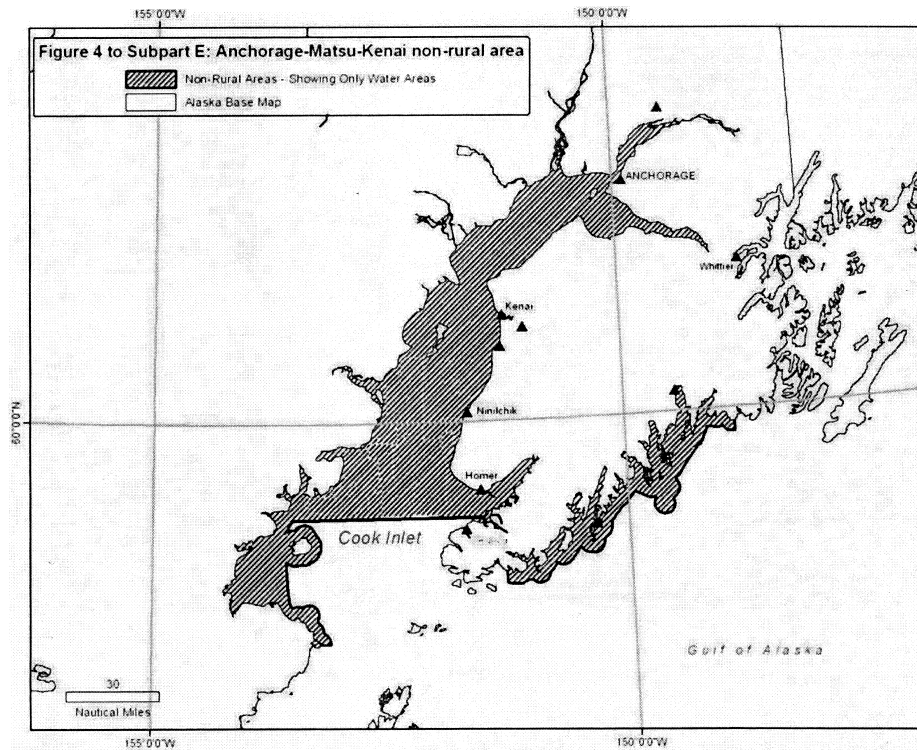 155°0'0"W
150°0'0"W
Figure 4 to Subpart E: Anchorage-Matsu-Kenai non-rural area
Non-Rural Areas - Showing Only Water Areas
Alaska Base Map
ANCHORAGE
Whittier
Kenai
Ninilchik
60°0'0"N
Homer
Cook Inlet
Gulf of Alaska
30
Nautical Miles
155°0'0"W
150°0'0"W